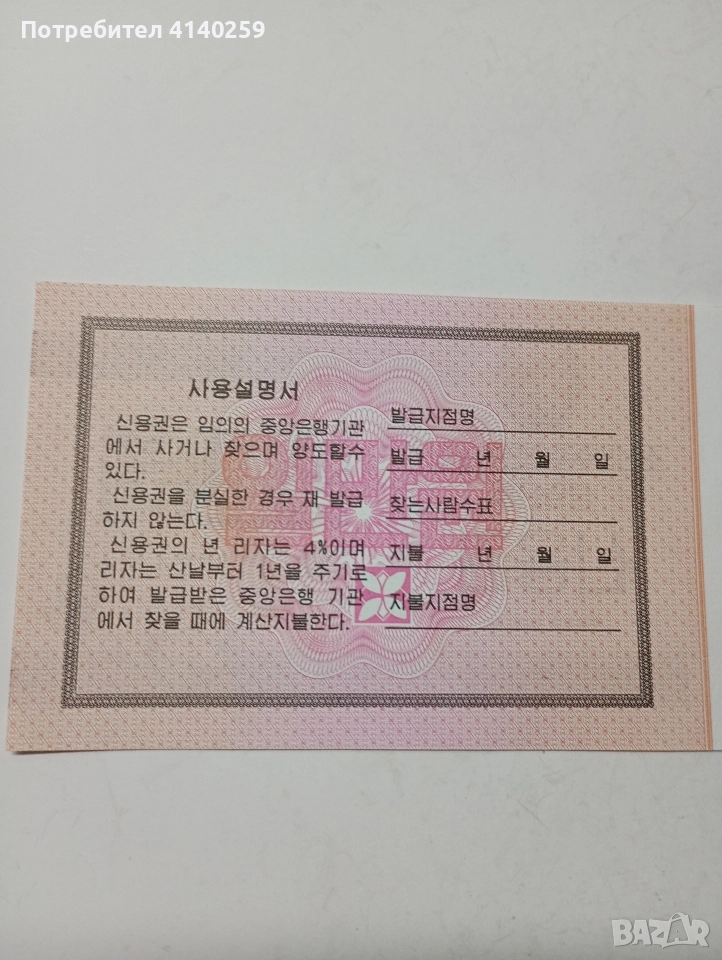 Потребител 4140259
사용설명서
신용권은 임의의 중앙은행기관
에서 사거나 찾으며 양도할수
있다.
신용권을 분실한 경우 재 발급
하지 않는다.
신용권의 년 리자는 4%이며
리자는 산날부터 1년을 주기로
하여 발급받은 중앙은행 기관
에서 찾을 때에 계산지불한다.
발급지점명
발급 년 월 일
찾는사람수표
지불 년 월 일
지불지점명
BAZAR